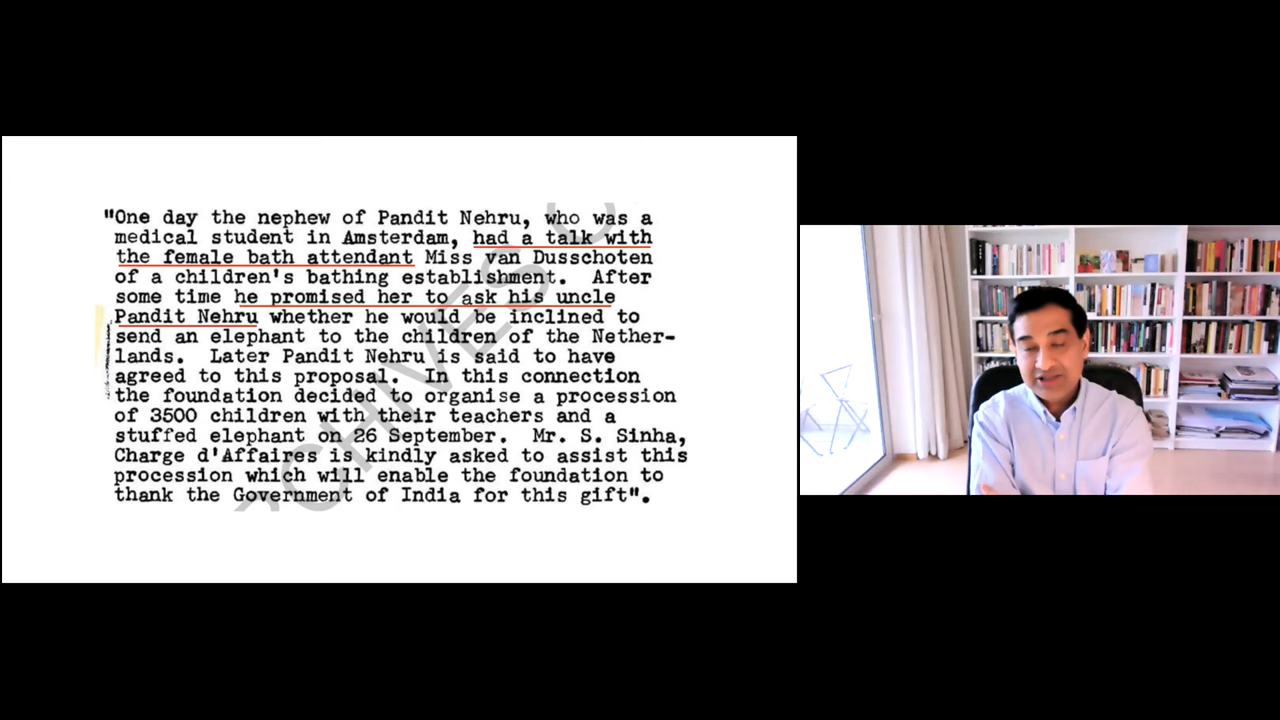 "One day the nephew of Pandit Nehru, who was a
medical student in Amsterdam, had a talk with
the female bath attendant Miss van Dusschoten
of a children's bathing establishment. After
some time he promised her to ask his uncle
Pandit Nehru whether he would be inclined to
send an elephant to the children of the Nether-
lands. Later Pandit Nehru is said to have
agreed to this proposal. In this connection
the foundation decided to organise a procession
of 3500 children with their teachers and a
stuffed elephant on 26 September. Mr. S. Sinha,
Charge d'Affaires is kindly asked to assist this
procession which will enable the foundation to
thank the Government of India for this gift".